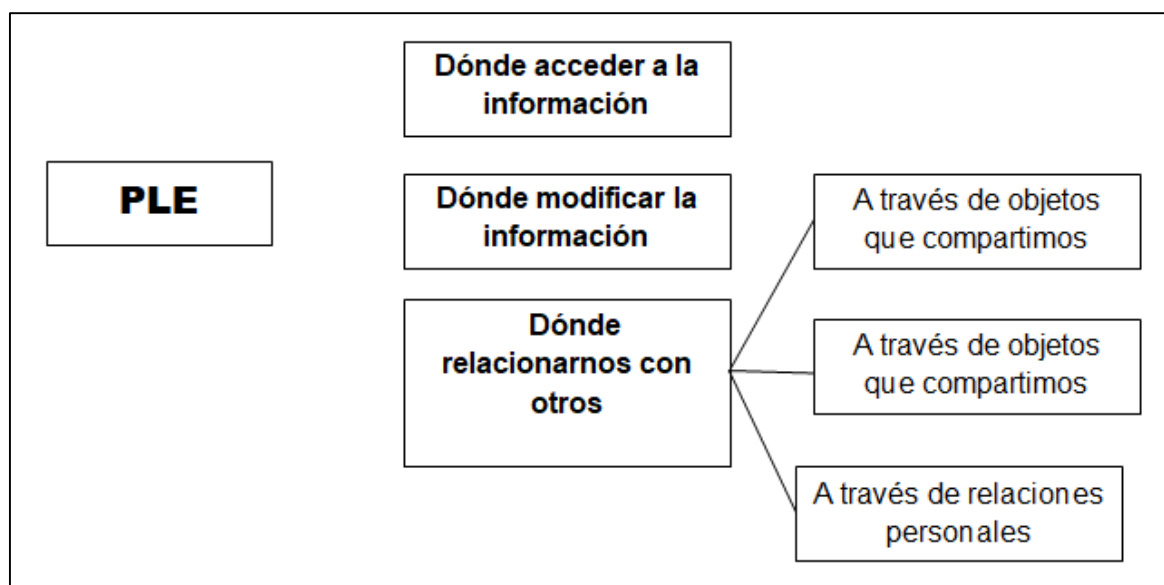 PLE
Dónde acceder a la
información
Dónde modificar la
información
Dónde
relacionarnos con
otros
A través de objetos
que compartimos
A través de objetos
que compartimos
A través de relaciones
personales